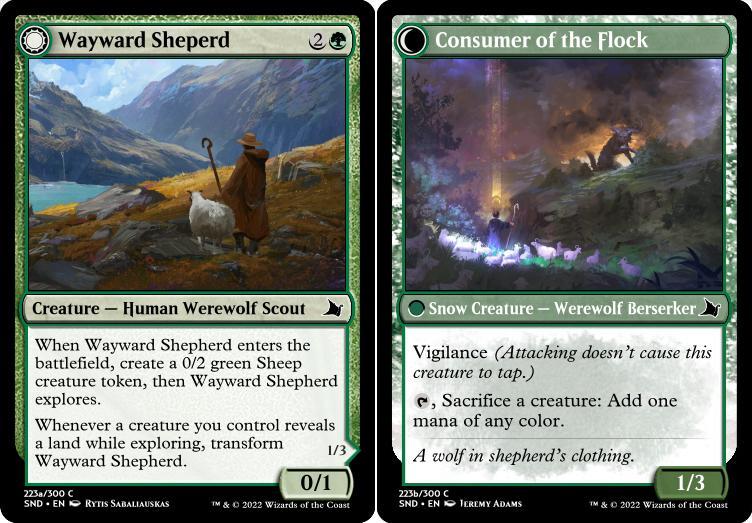 Wayward Sheperd 2
Creature — Human Werewolf Scout
When Wayward Shepherd enters the
battlefield, create a 0/2 green Sheep
creature token, then Wayward Shepherd
explores.
Whenever a creature you control reveals
a land while exploring, transform
Wayward Shepherd.
1/3
0/1
223a/300 C
SND • EN Rytis Sabaliauskas
™ & © 2022 Wizards of the Coast
Consumer of the Flock
Snow Creature — Werewolf Berserker
Vigilance (Attacking doesn't cause this
creature to tap.)
, Sacrifice a creature: Add one
mana of any color.
A wolf in shepherd's clothing.
1/3
223b/300 C
SND • EN Jeremy Adams
™ & © 2022 Wizards of the Coast